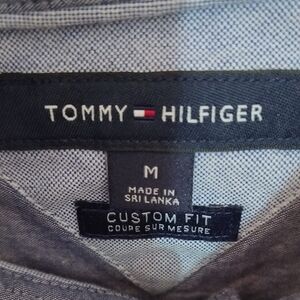 TOMMY HILFIGER
M
MADE IN
SRI LANKA
CUSTOM FIT
COUPE SUR MESURE